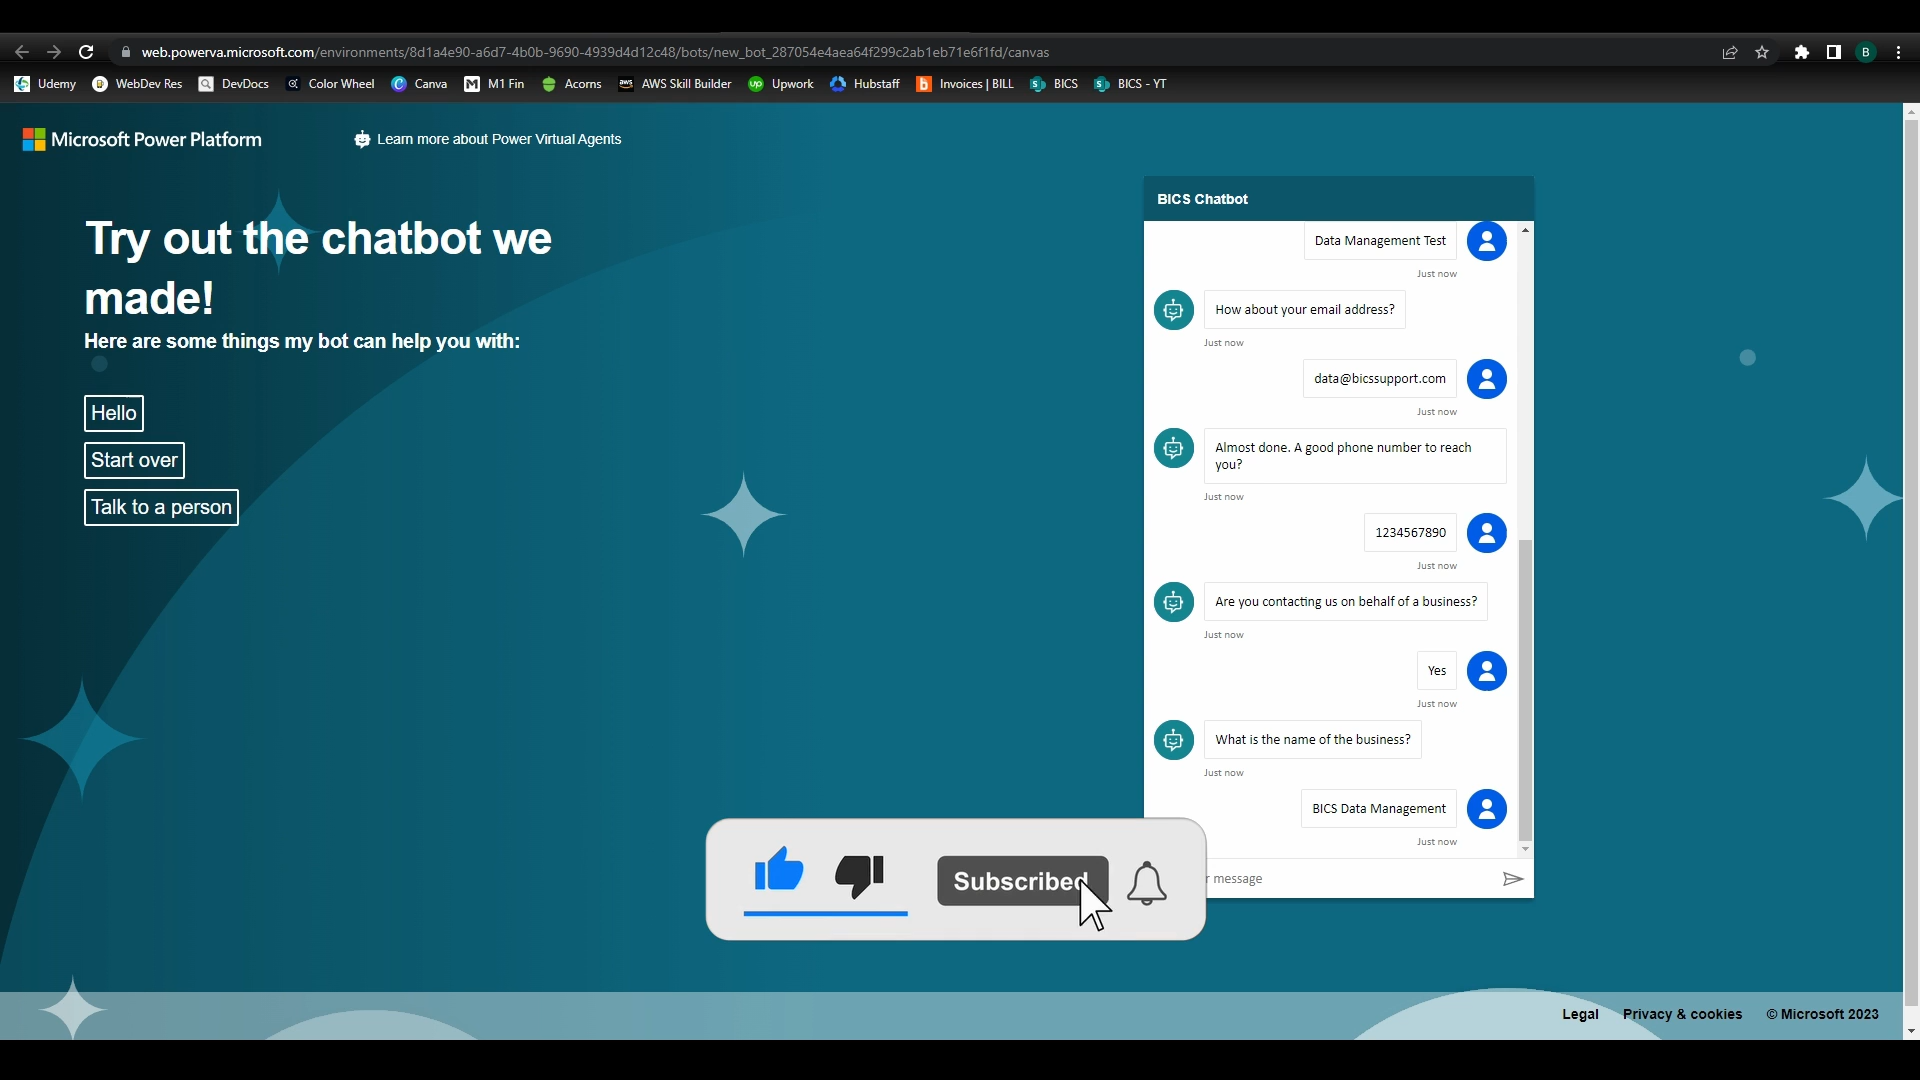 web.powerva.microsoft.com/environments/8d1a4e90-a6d7-4b0b-9690-4939d4d12c48/bots/new_bot_287054e4aea64f299c2ab1eb71e6f1fd/canvas
B
Udemy WebDev Res DevDocs Color Wheel Canva M1 Fin Acorns aws AWS Skill Builder up Upwork Hubstaff b Invoices | BILL S BICS S BICS - YT
Microsoft Power Platform
Learn more about Power Virtual Agents
Try out the chatbot we
made!
Here are some things my bot can help you with:
Hello
Start over
Talk to a person
BICS Chatbot
Data Management Test
Just now
How about your email address?
Just now
data@bicssupport.com
Just now
Almost done. A good phone number to reach
you?
Just now
1234567890
Just now
Are you contacting us on behalf of a business?
Just now
Yes
Just now
What is the name of the business?
Just now
BICS Data Management
Just now
r message
Subscribed
Legal Privacy & cookies © Microsoft 2023